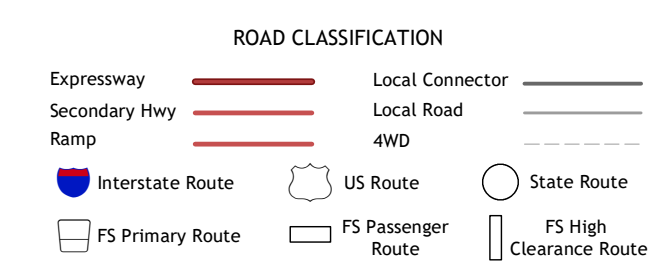 ROAD CLASSIFICATION
Expressway
Secondary Hwy
Ramp
Local Connector
Local Road
4WD
Interstate Route
US Route
State Route
FS Primary Route
FS Passenger
Route
FS High
Clearance Route